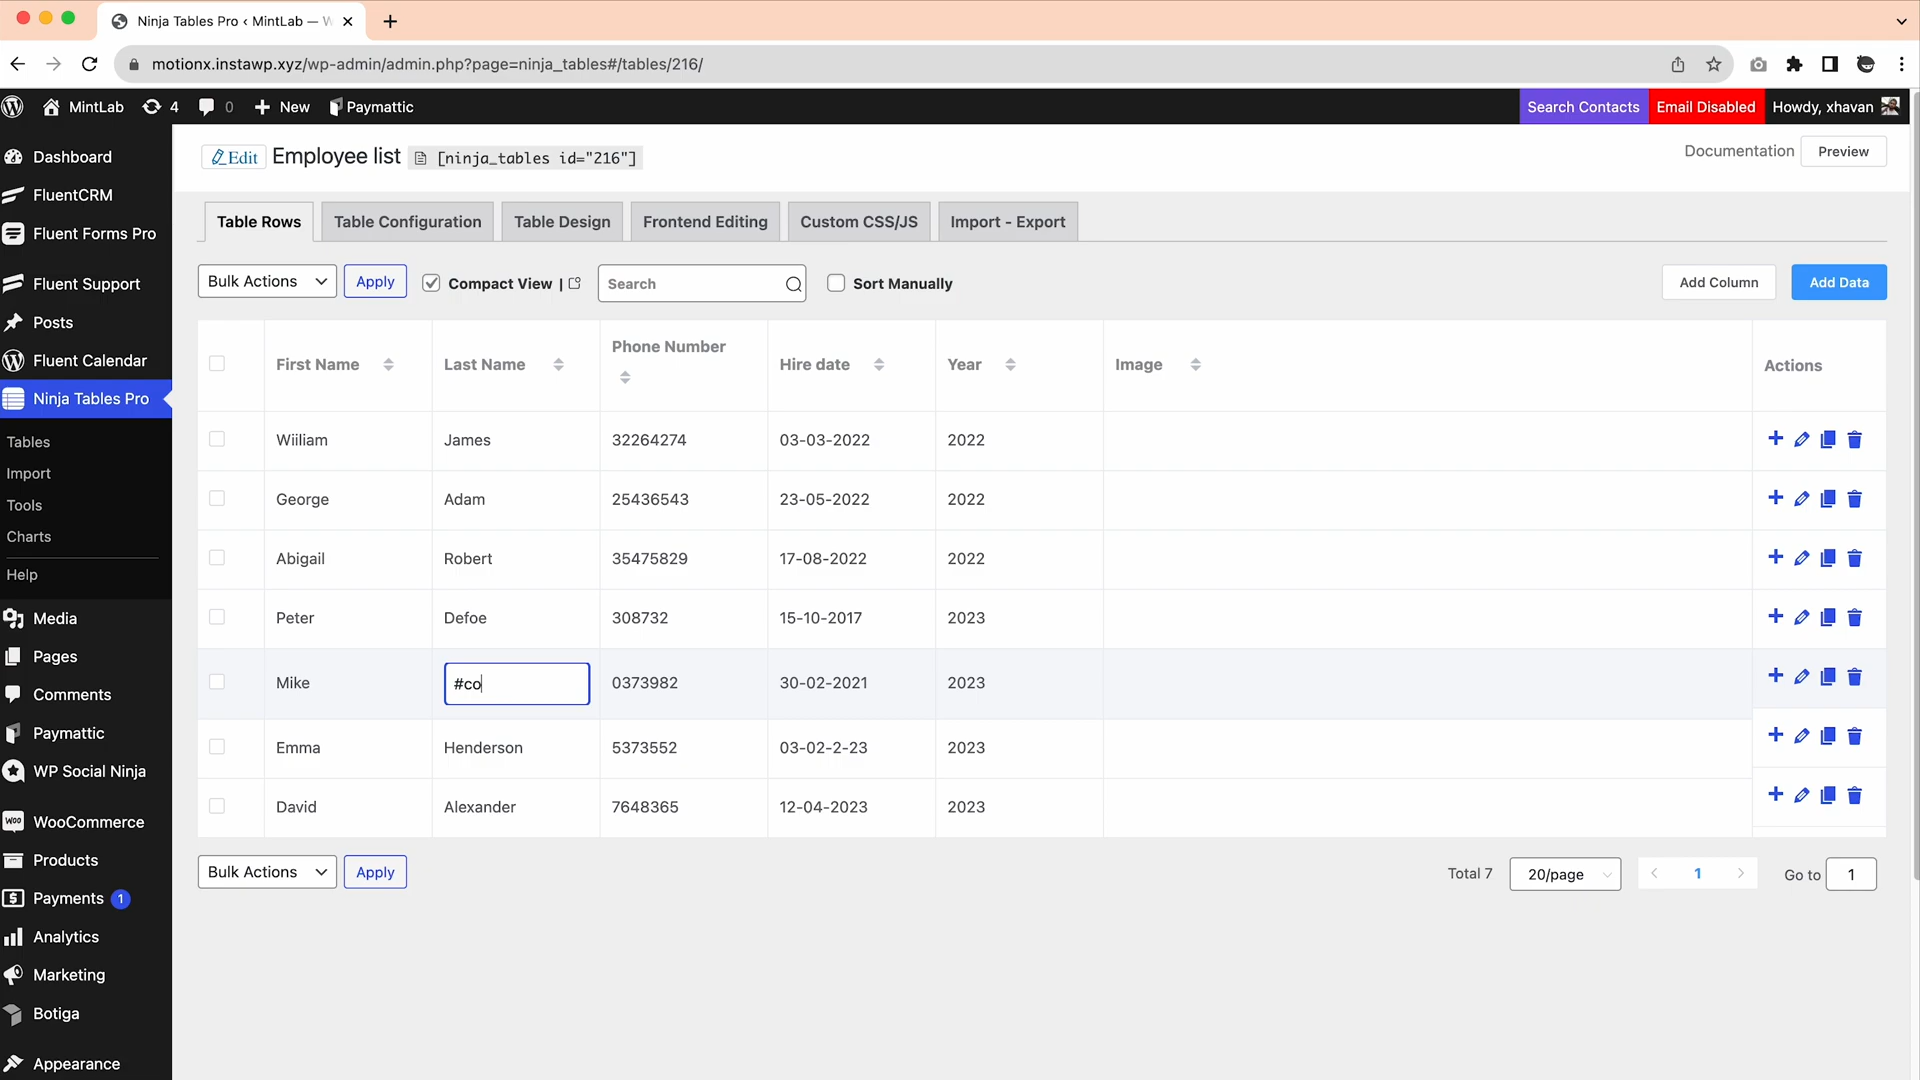 Ninja Tables Pro ‹ MintLab — W
motionx.instawp.xyz/wp-admin/admin.php?page=ninja_tables#/tables/216/
MintLab 4 0 New Paymattic Search Contacts Email Disabled Howdy, xhavan
Dashboard
FluentCRM
Fluent Forms Pro
Fluent Support
Posts
Fluent Calendar
Ninja Tables Pro
Tables
Import
Tools
Charts
Help
Media
Pages
Comments
Paymattic
WP Social Ninja
WooCommerce
Products
Payments 1
Analytics
Marketing
Botiga
Appearance
Edit Employee list [ninja_tables id="216"] Documentation Preview
Table Rows Table Configuration Table Design Frontend Editing Custom CSS/JS Import - Export
Bulk Actions Apply Compact View | Search Sort Manually Add Column Add Data
First Name Last Name Phone Number Hire date Year Image Actions
Wiiliam James 32264274 03-03-2022 2022
George Adam 25436543 23-05-2022 2022
Abigail Robert 35475829 17-08-2022 2022
Peter Defoe 308732 15-10-2017 2023
Mike #co 0373982 30-02-2021 2023
Emma Henderson 5373552 03-02-2-23 2023
David Alexander 7648365 12-04-2023 2023
Bulk Actions Apply Total 7 20/page 1 Go to 1